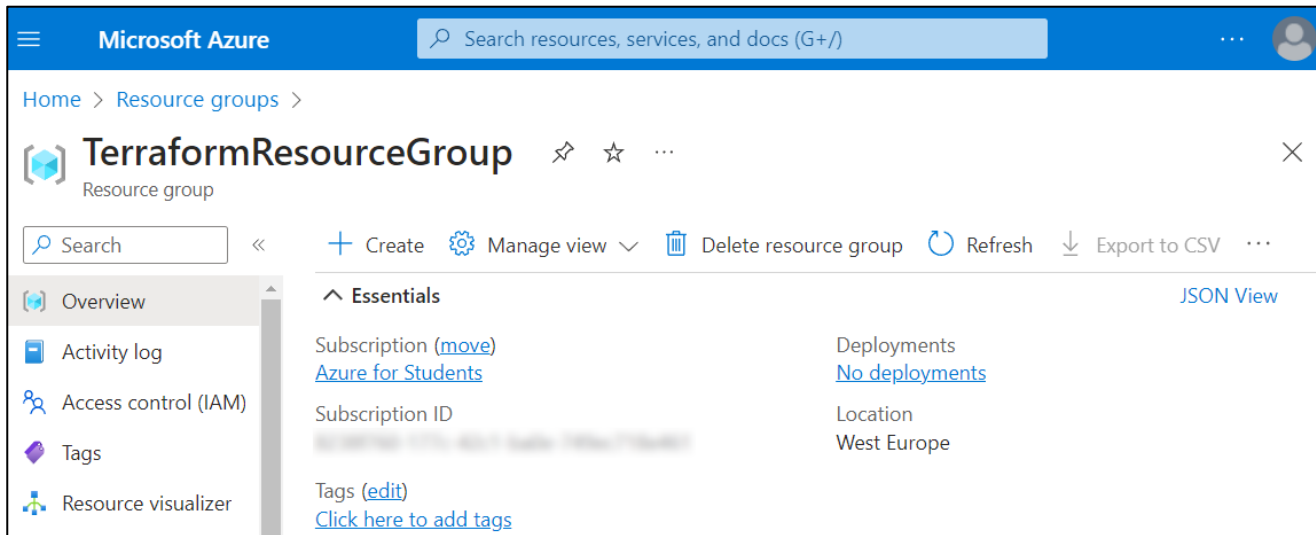 Microsoft Azure
Search resources, services, and docs (G+/)
...
Home > Resource groups >
TerraformResourceGroup ...
Resource group
Search «
+ Create Manage view Delete resource group Refresh Export to CSV ...
Overview
Essentials JSON View
Activity log
Subscription (move) Deployments
Azure for Students No deployments
Access control (IAM)
Subscription ID Location
West Europe
Tags
Tags (edit)
Resource visualizer
Click here to add tags